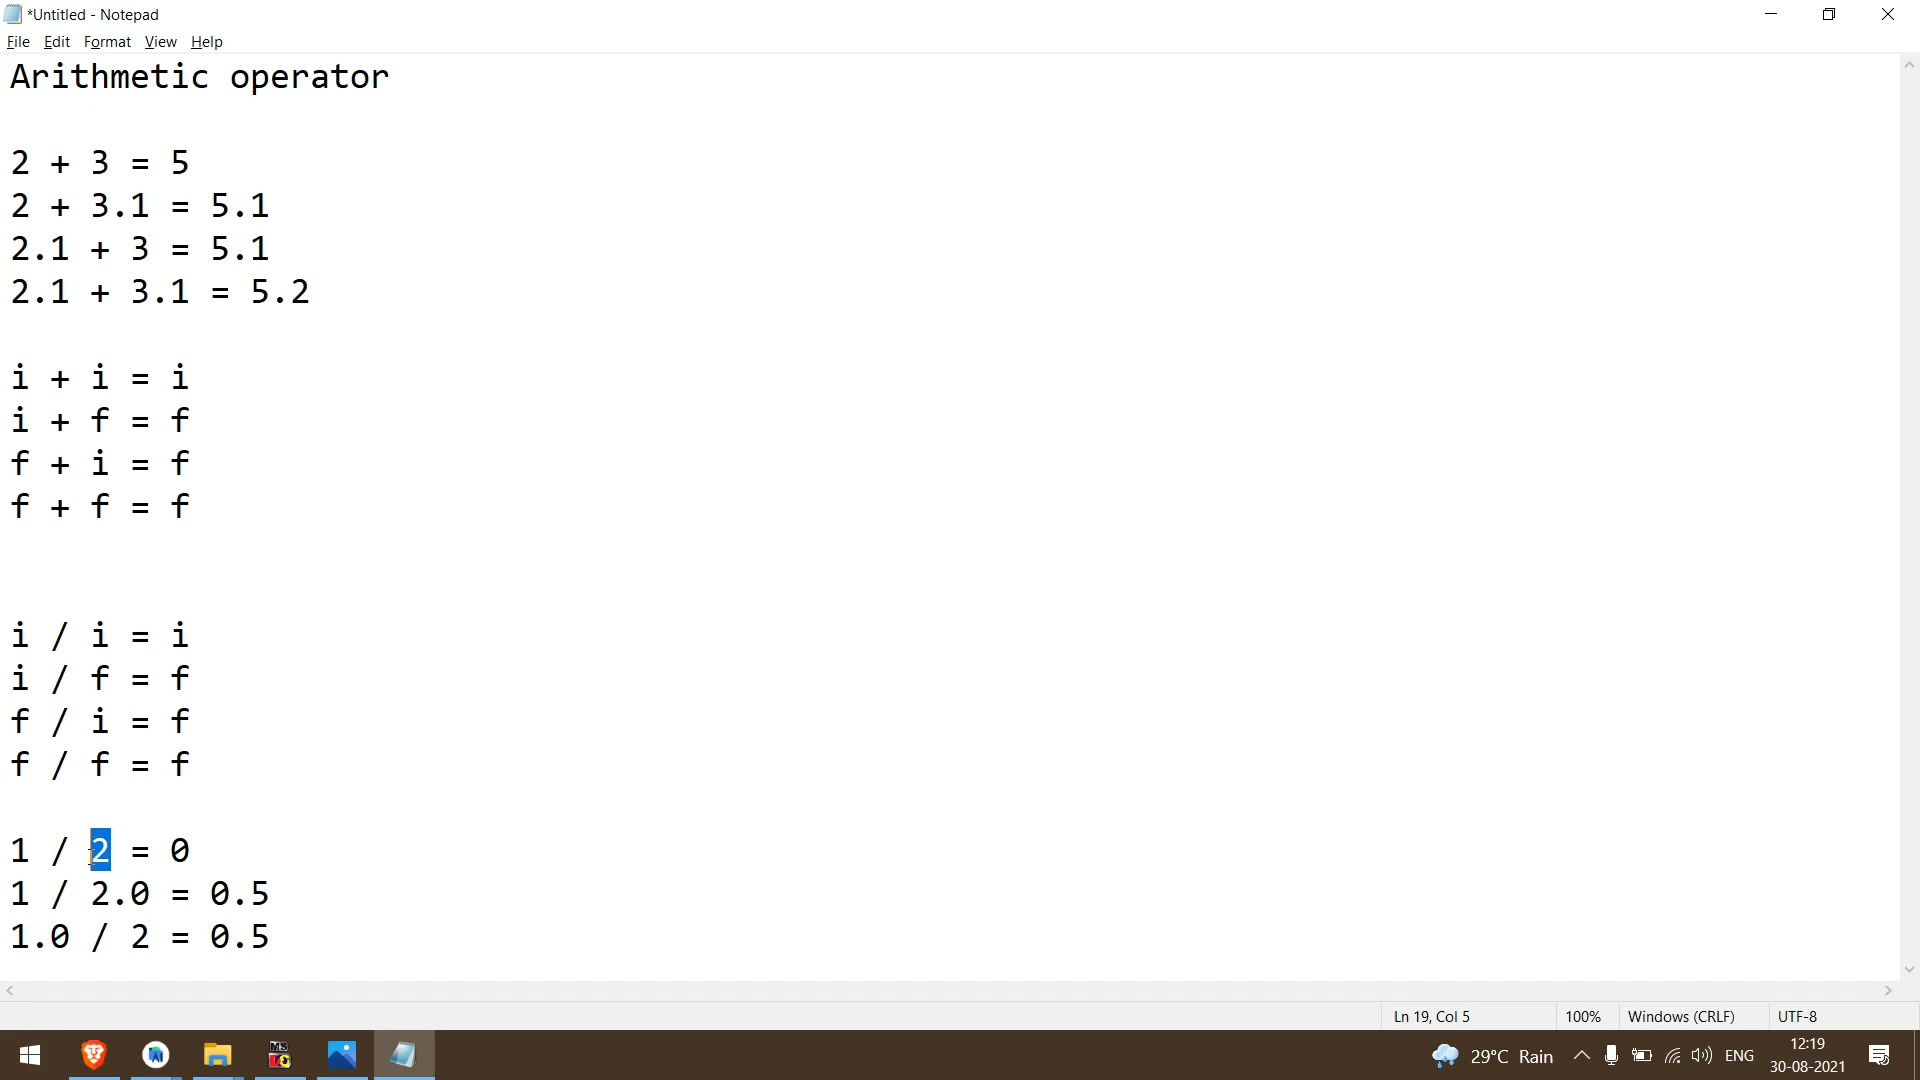 *Untitled - Notepad
File Edit Format View Help
Arithmetic operator
2 + 3 = 5
2 + 3.1 = 5.1
2.1 + 3 = 5.1
2.1 + 3.1 = 5.2
i + i = i
i + f = f
f + i = f
f + f = f
i / i = i
i / f = f
f / i = f
f / f = f
1 / 2 = 0
1 / 2.0 = 0.5
1.0 / 2 = 0.5
Ln 19, Col 5 100% Windows (CRLF) UTF-8
MS
29°C Rain ENG 12:19
30-08-2021